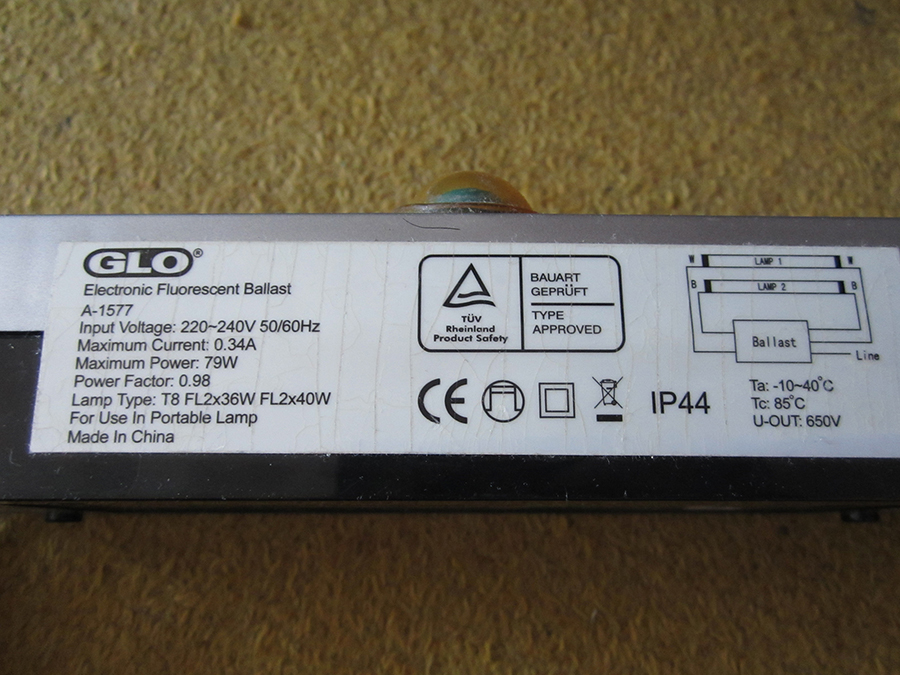 GLO®
Electronic Fluorescent Ballast
A-1577
Input Voltage: 220~240V 50/60Hz
Maximum Current: 0.34A
Maximum Power: 79W
Power Factor: 0.98
Lamp Type: T8 FL2x36W FL2x40W
For Use In Portable Lamp
Made In China
TÜV
Rheinland
Product Safety
BAUART
GEPRÜFT
TYPE
APPROVED
CE
IP44
W LAMP 1 W
B LAMP 2 B
Ballast
Line
Ta: -10~40°C
Tc: 85°C
U-OUT: 650V